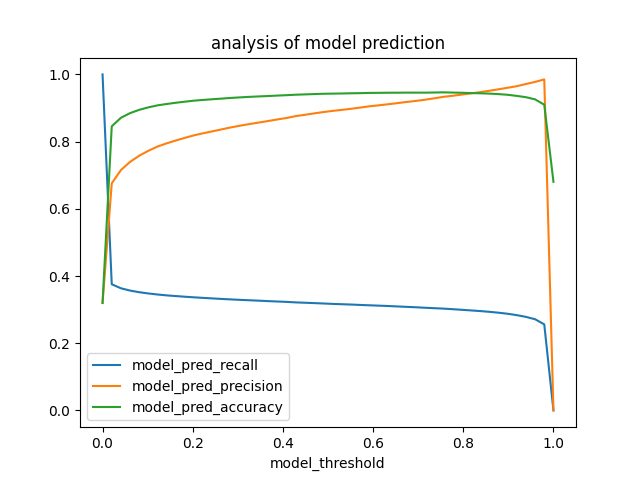 analysis of model prediction
1.0
0.8
0.6
0.4
0.2
0.0
model_pred_recall
model_pred_precision
model_pred_accuracy
0.0 0.2 0.4 0.6 0.8 1.0
model_threshold